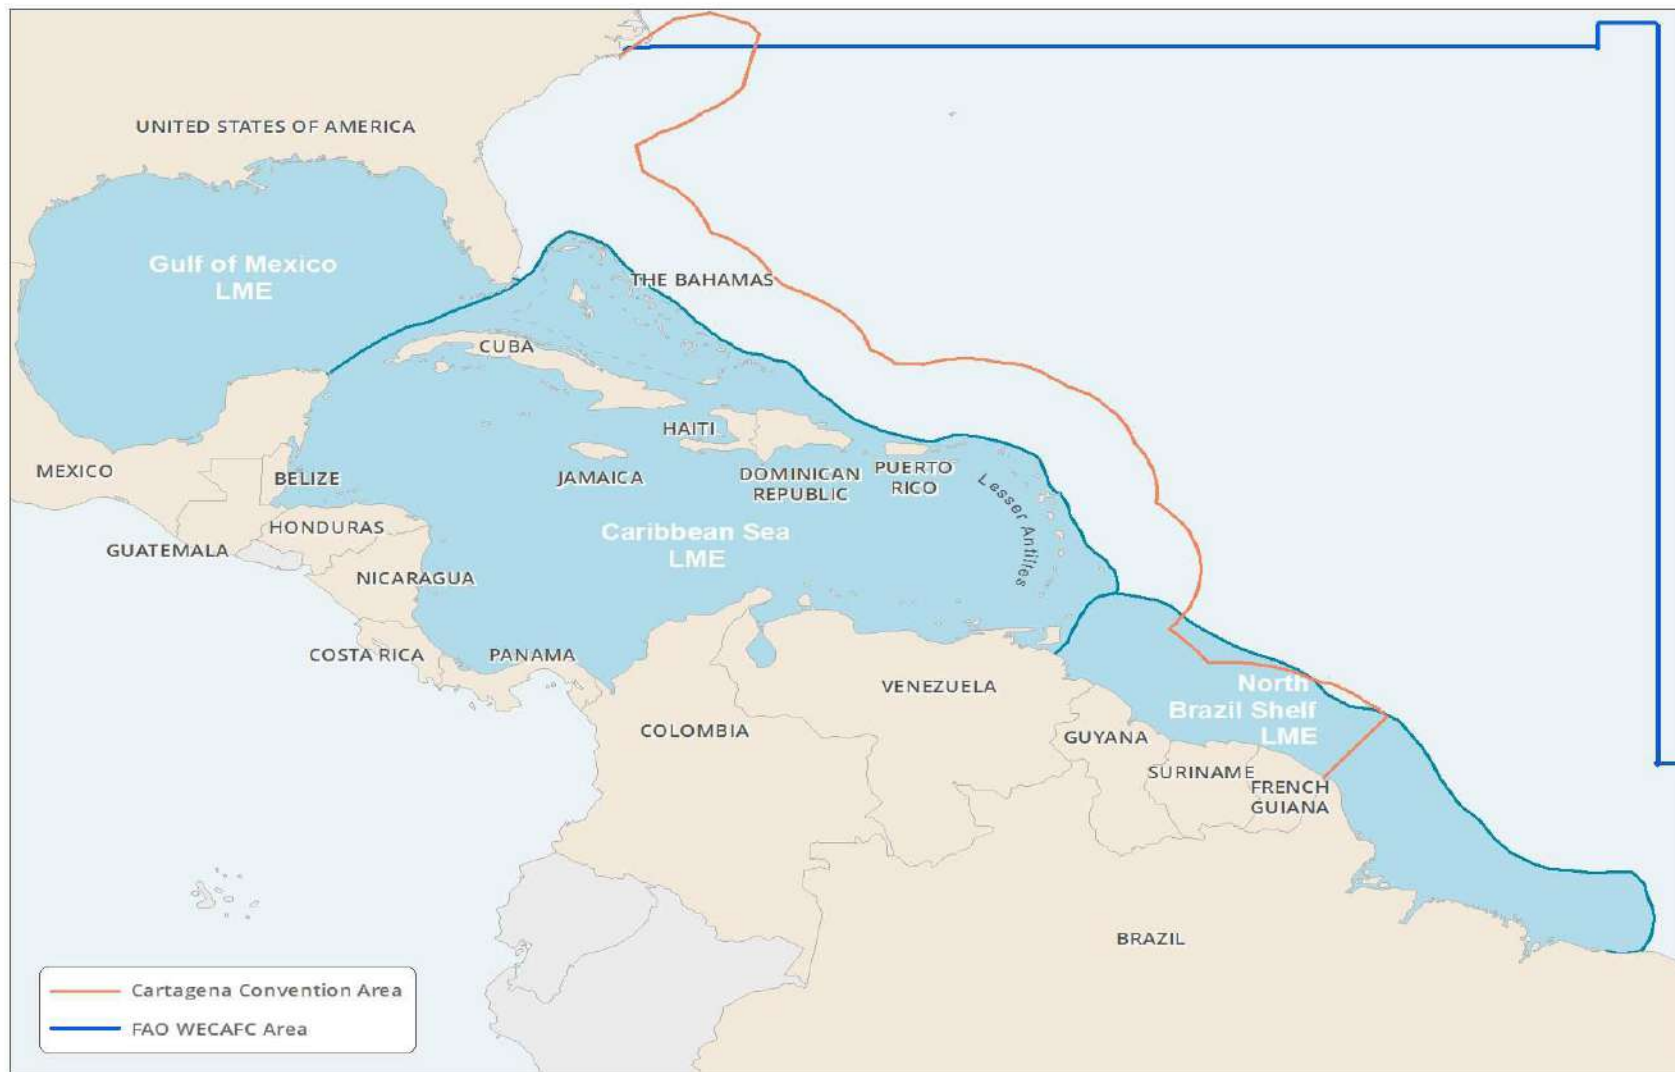 UNITED STATES OF AMERICA
Gulf of Mexico
LME
THE BAHAMAS
CUBA
HAITI
MEXICO
BELIZE
JAMAICA
DOMINICAN
REPUBLIC
PUERTO
RICO
Lesser Antilles
HONDURAS
GUATEMALA
Caribbean Sea
LME
NICARAGUA
COSTA RICA
PANAMA
VENEZUELA
North
Brazil Shelf
LME
COLOMBIA
GUYANA
SURINAME
FRENCH
GUIANA
BRAZIL
Cartagena Convention Area
FAO WECAFC Area